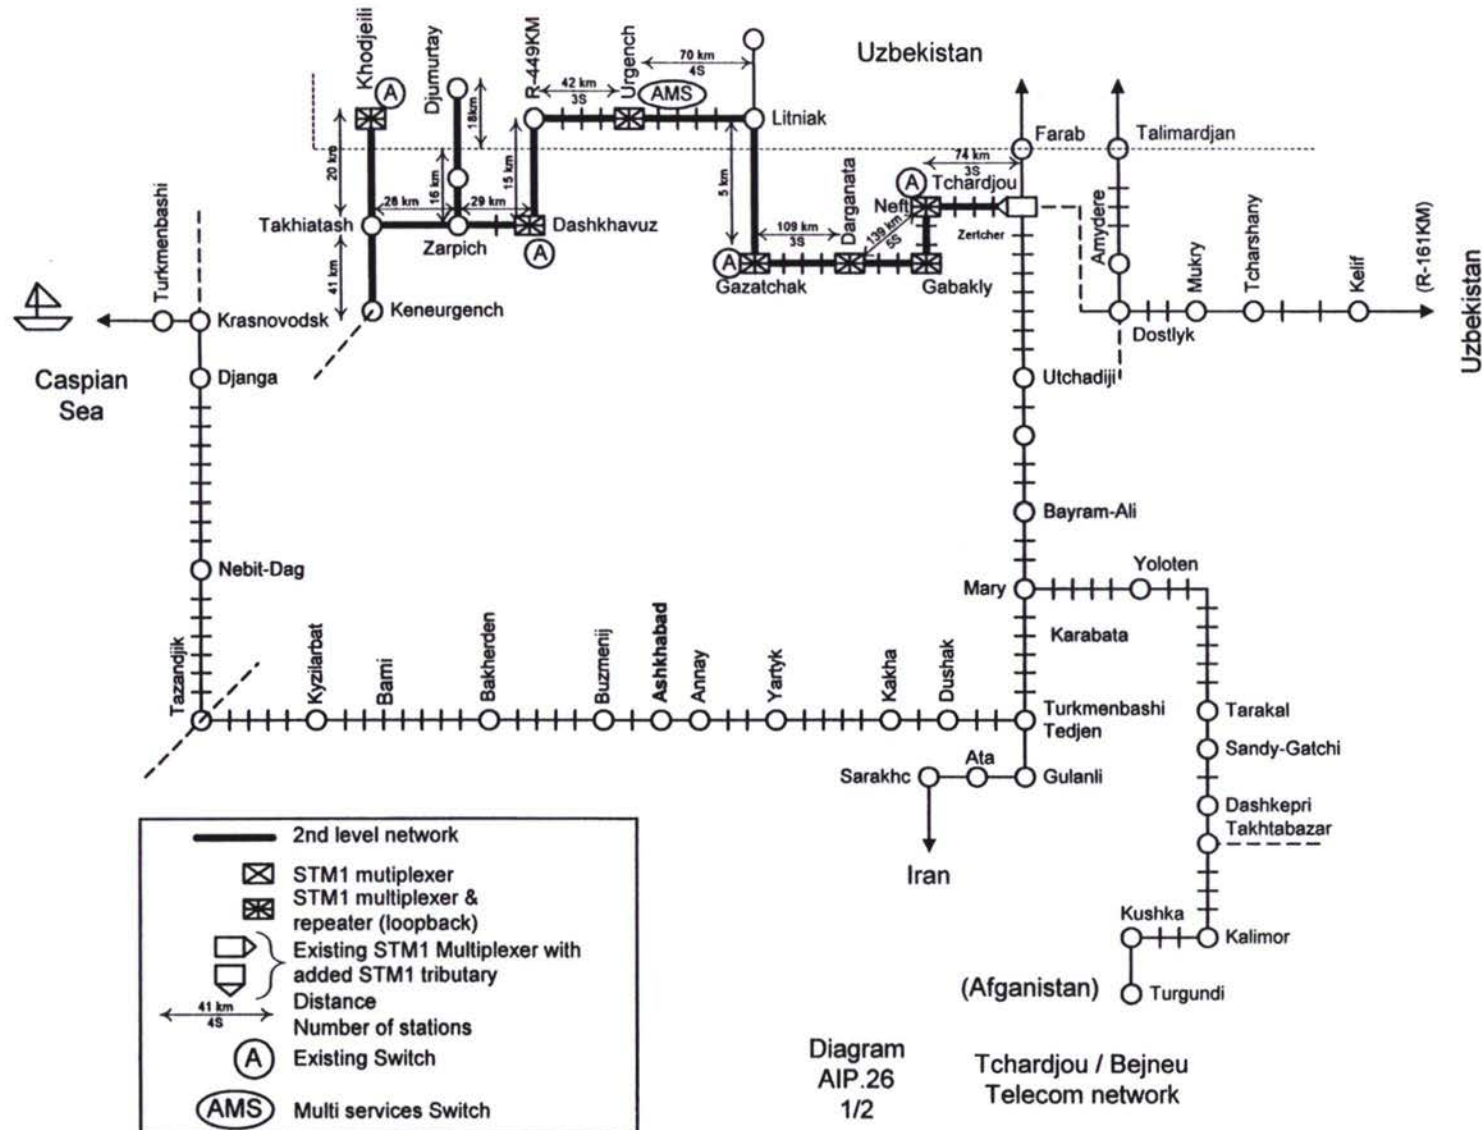 Khodjeili
Djumurtay
R-449KM
Urgench
70 km
4S
Uzbekistan
42 km
3S
AMS
A
18km
Litniak
Farab
Talimardjan
20 km
16 km
15 km
5 km
74 km
3S
A
Tchardjou
Neft
Zertcher
28 km
29 km
Takhiatash
Zarpich
Dashkhavuz
A
109 km
3S
Darganata
139 km
5S
A
Gazatchak
Gabakly
Amydere
Mukry
Tcharshany
Kelif
(R-161KM)
Uzbekistan
Dostlyk
41 km
Keneurgench
Turkmenbashi
Krasnovodsk
Caspian
Sea
Djanga
Utchadiji
Bayram-Ali
Nebit-Dag
Mary
Yoloten
Karabata
Tazandjik
Kyzilarbat
Bami
Bakherden
Buzmenij
Ashkhabad
Annay
Yartyk
Kakha
Dushak
Turkmenbashi
Tedjen
Tarakal
Sandy-Gatchi
Sarakhc
Ata
Gulanli
Dashkepri
Takhtabazar
Iran
Kushka
Kalimor
(Afganistan)
Turgundi
2nd level network
STM1 mutiplexer
STM1 multiplexer &
repeater (loopback)
Existing STM1 Multiplexer with
added STM1 tributary
41 km
4S
Distance
Number of stations
A
Existing Switch
AMS
Multi services Switch
Diagram
AIP.26
1/2
Tchardjou / Bejneu
Telecom network